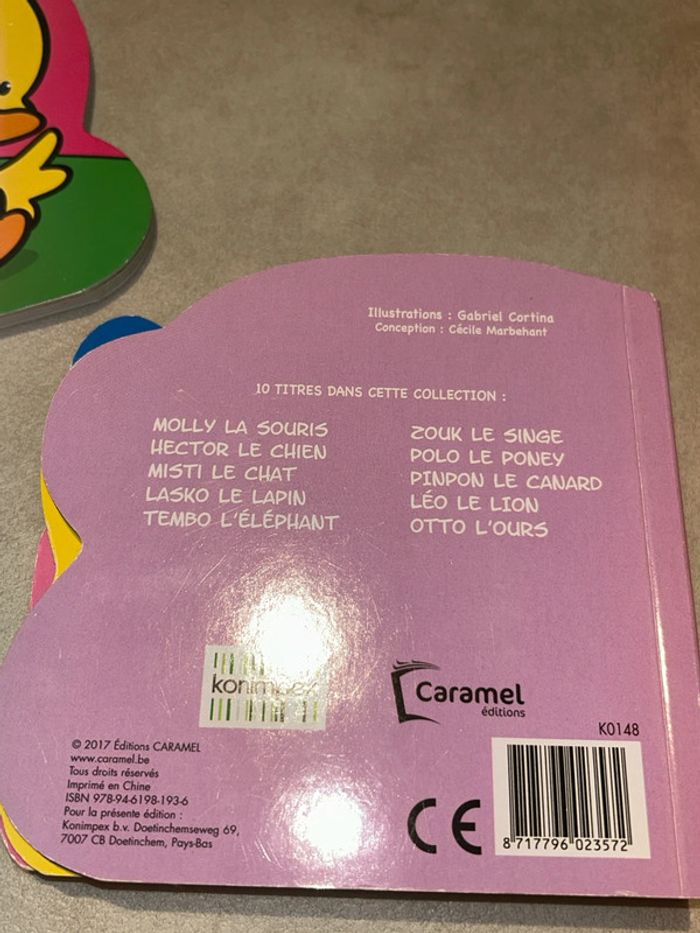 Illustrations : Gabriel Cortina
Conception : Cécile Marbehant
10 TITRES DANS CETTE COLLECTION :
MOLLY LA SOURIS
HECTOR LE CHIEN
MISTI LE CHAT
LASKO LE LAPIN
TEMBO L'ÉLÉPHANT
ZOUK LE SINGE
POLO LE PONEY
PINPON LE CANARD
LÉO LE LION
OTTO L'OURS
konimpex
Caramel
éditions
K0148
© 2017 Éditions CARAMEL
www.caramel.be
Tous droits réservés
Imprimé en Chine
ISBN 978-94-6198-193-6
Pour la présente édition :
Konimpex b.v. Doetinchemseweg 69,
7007 CB Doetinchem, Pays-Bas
CE
8 717796 023572